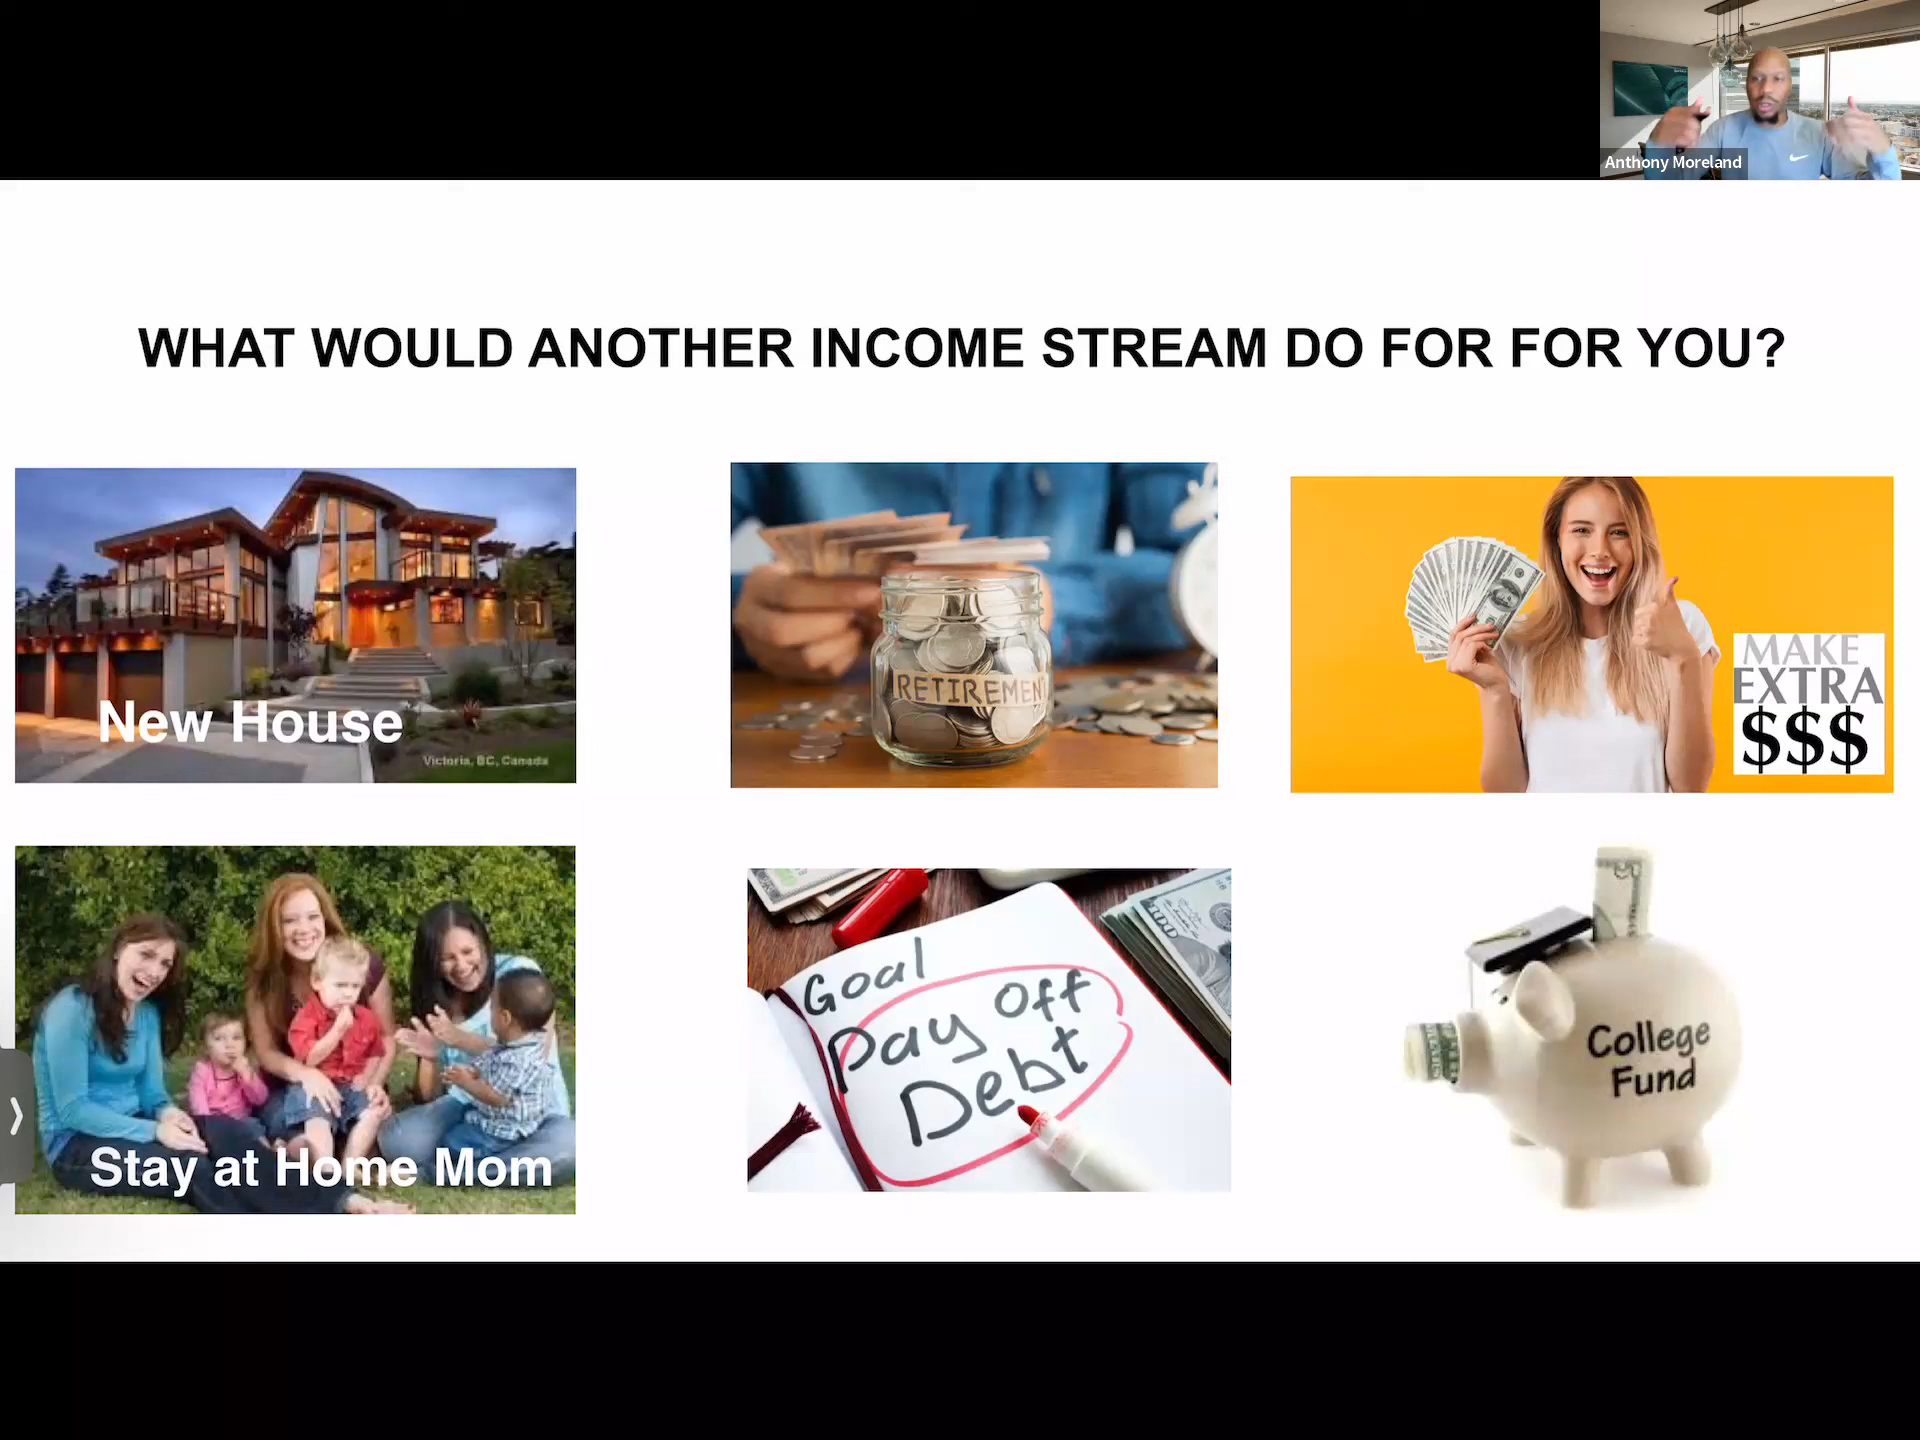 Anthony Moreland
WHAT WOULD ANOTHER INCOME STREAM DO FOR FOR YOU?
New House
Victoria, BC, Canada
RETIREMENT
MAKE
EXTRA
$$$
Stay at Home Mom
Goal
Pay Off
Debt
100
College
Fund